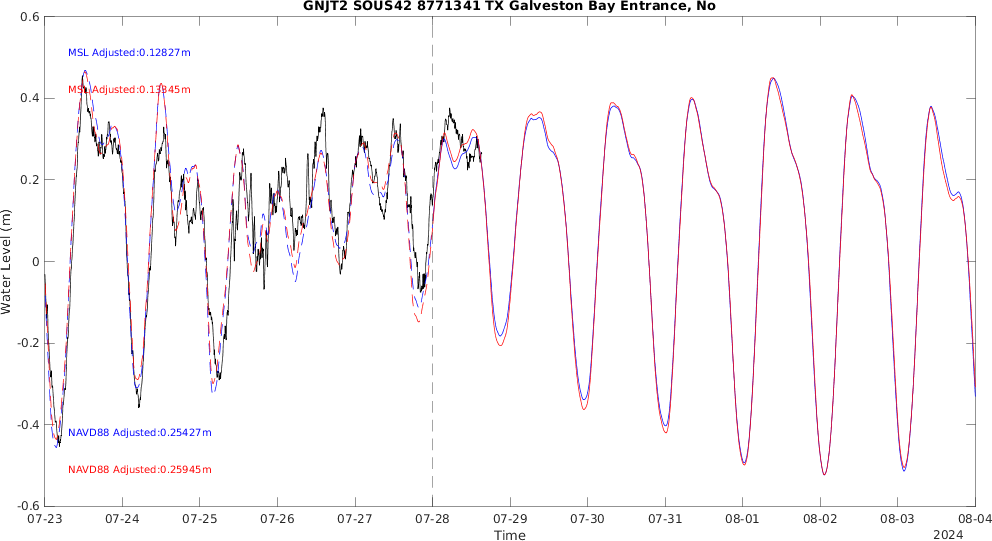 GNJT2 SOUS42 8771341 TX Galveston Bay Entrance, No
0.6
MSL Adjusted:0.12827m
MSL Adjusted:0.13345m
0.4
0.2
0
-0.2
-0.4
-0.6
Water Level (m)
NAVD88 Adjusted:0.25427m
NAVD88 Adjusted:0.25945m
07-23 07-24 07-25 07-26 07-27 07-28 07-29 07-30 07-31 08-01 08-02 08-03 08-04
Time
2024